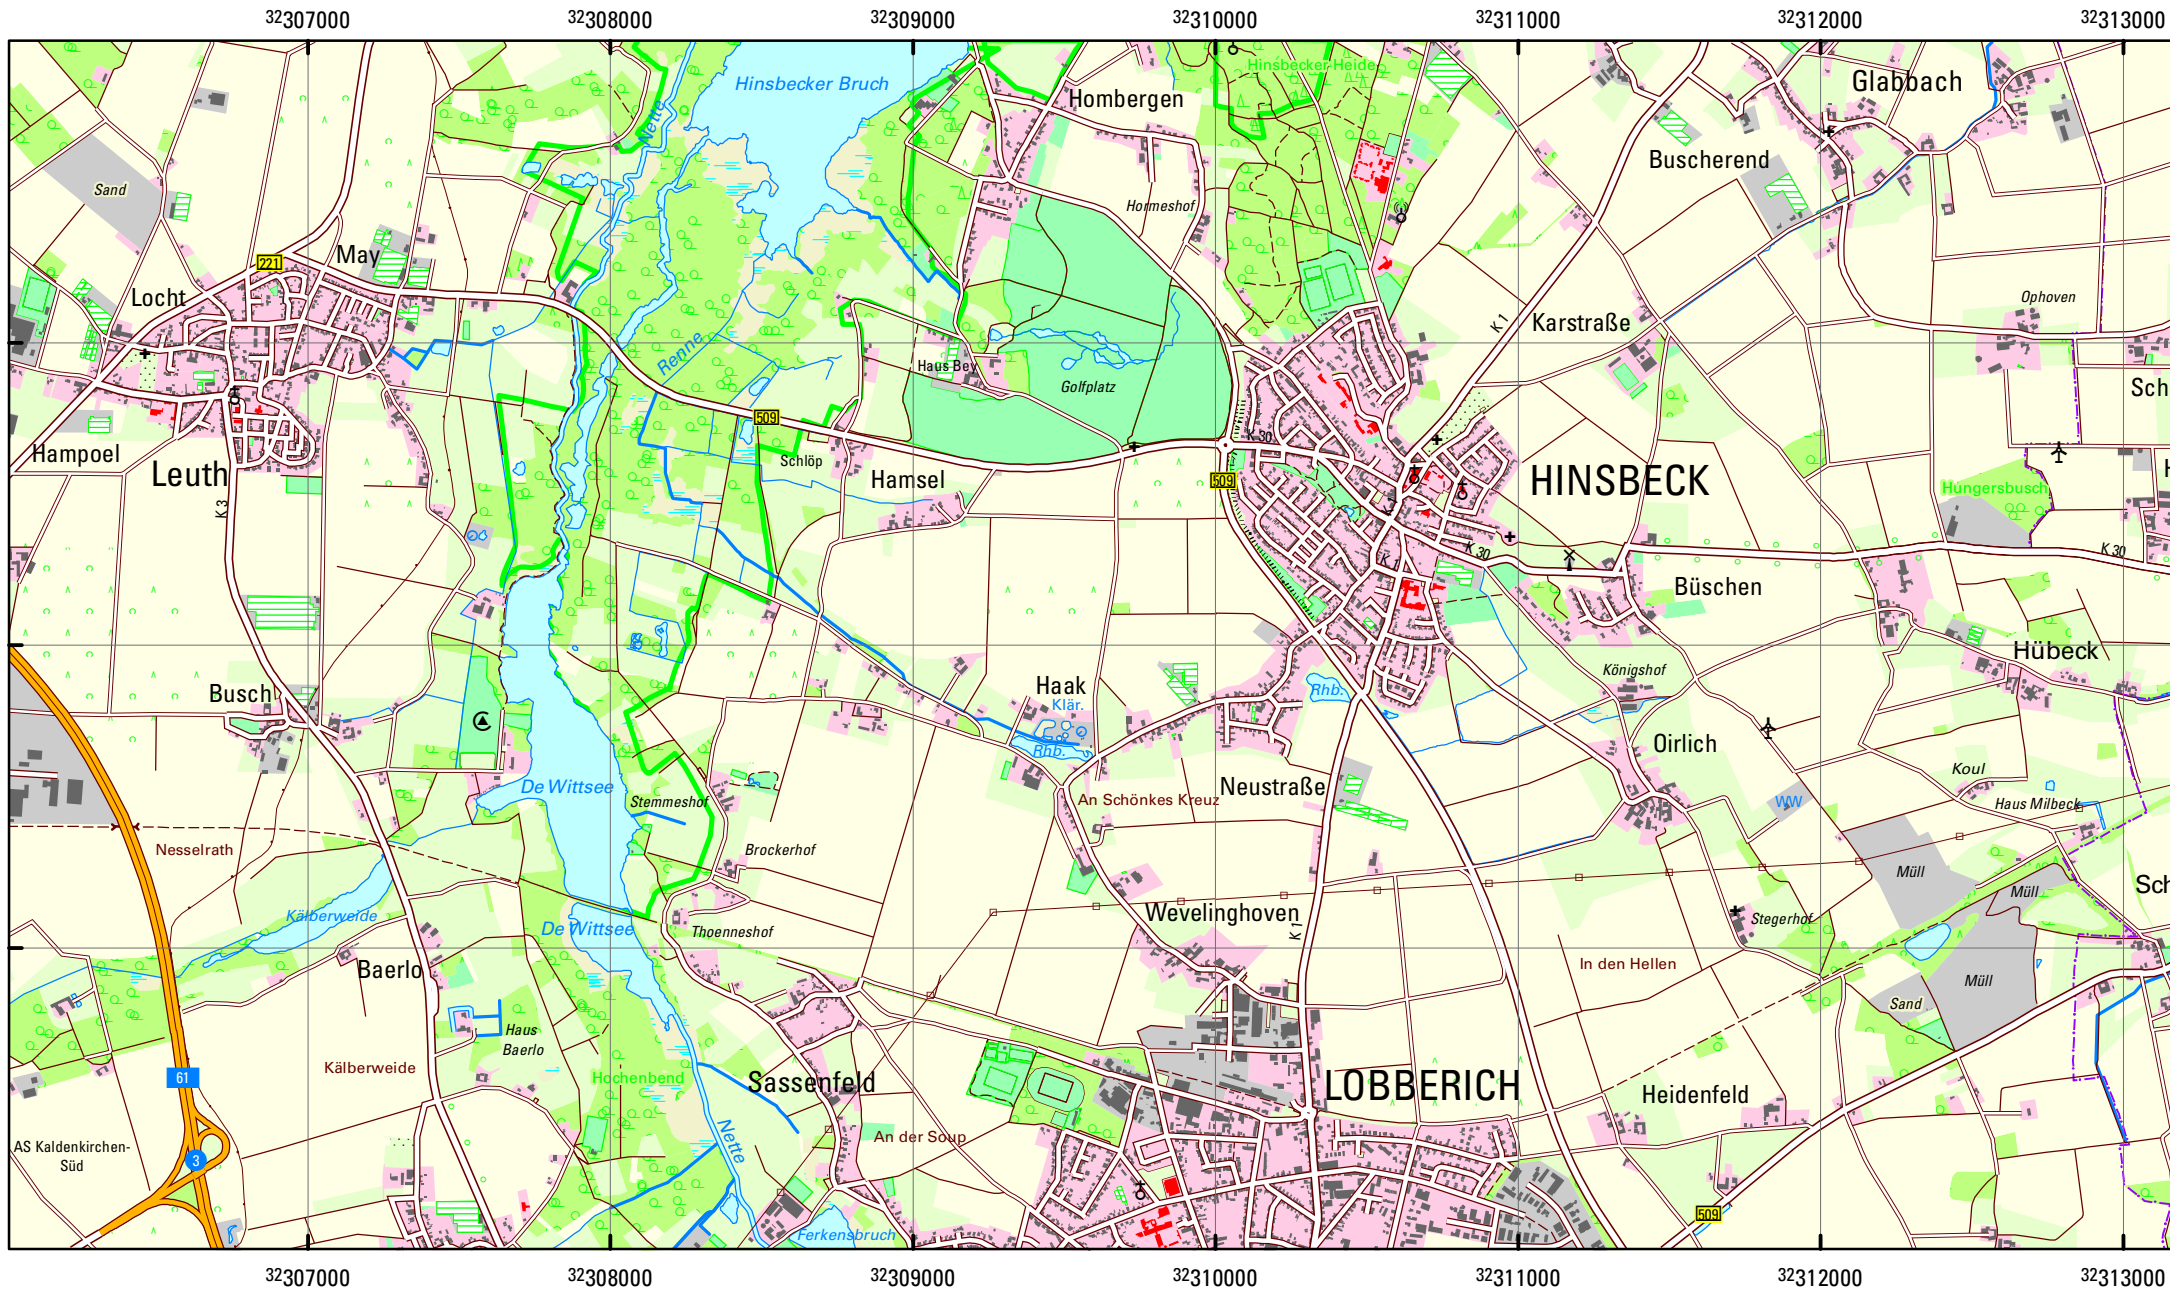 32307000 32308000 32309000 32310000 32311000 32312000 32313000
Hinsbecker Bruch
Hinsbecker Heide
Glabbach
Hombergen
Nette
Buscherend
Sand
Hormeshof
May
221
Locht
Ophoven
K 1
Karstraße
Renne
Haus Bey
Golfplatz
Sch
509
K 30
Hampoel
Leuth
Schlöp
Hamsel
509
HINSBECK
H
Hungersbusch
K 3
K 1
K 30
K 30
Büschen
Hübeck
Königshof
Busch
Haak
Klär.
Rhb.
Rhb.
Oirlich
Koul
De Wittsee
Stemmeshof
An Schönkes Kreuz
Neustraße
WW
Haus Milbeck
Nesselrath
Brockerhof
Müll
Müll
Sch
Kälberweide
De Wittsee
Thoenneshof
Wevelinghoven
K 1
Stegerhof
Baerlo
In den Hellen
Müll
Sand
Haus
Baerlo
Kälberweide
61
Hochenbend
Sassenfeld
LOBBERICH
Heidenfeld
Nette
An der Soup
AS Kaldenkirchen-
Süd
3
509
Ferkensbruch
32307000 32308000 32309000 32310000 32311000 32312000 32313000